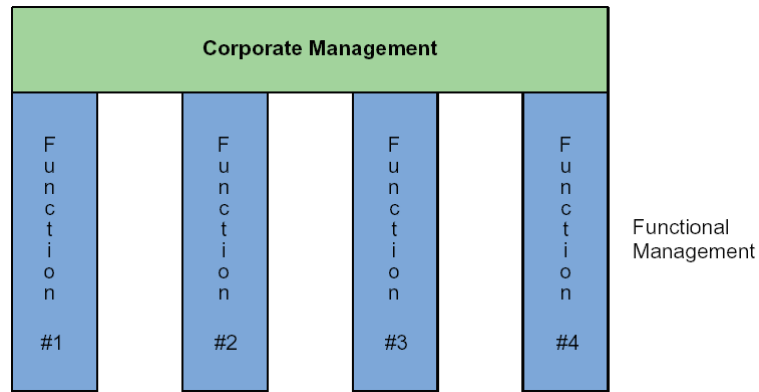 Corporate Management
Function #1
Function #2
Function #3
Function #4
Functional
Management